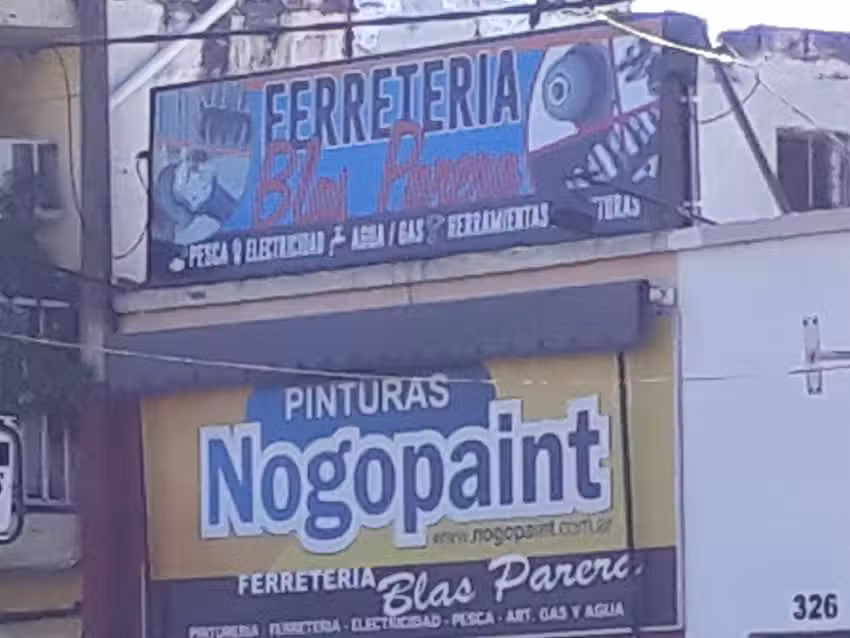 FERRETERIA
Blas Parera
PESCA ELECTRICIDAD AGUA / GAS HERRAMIENTAS TURAS
PINTURAS
Nogopaint
www.nogopaint.com.ar
FERRETERIA Blas Parera
PINTURERIA - FERRETERIA - ELECTRICIDAD - PESCA - ART. GAS Y AGUA
326